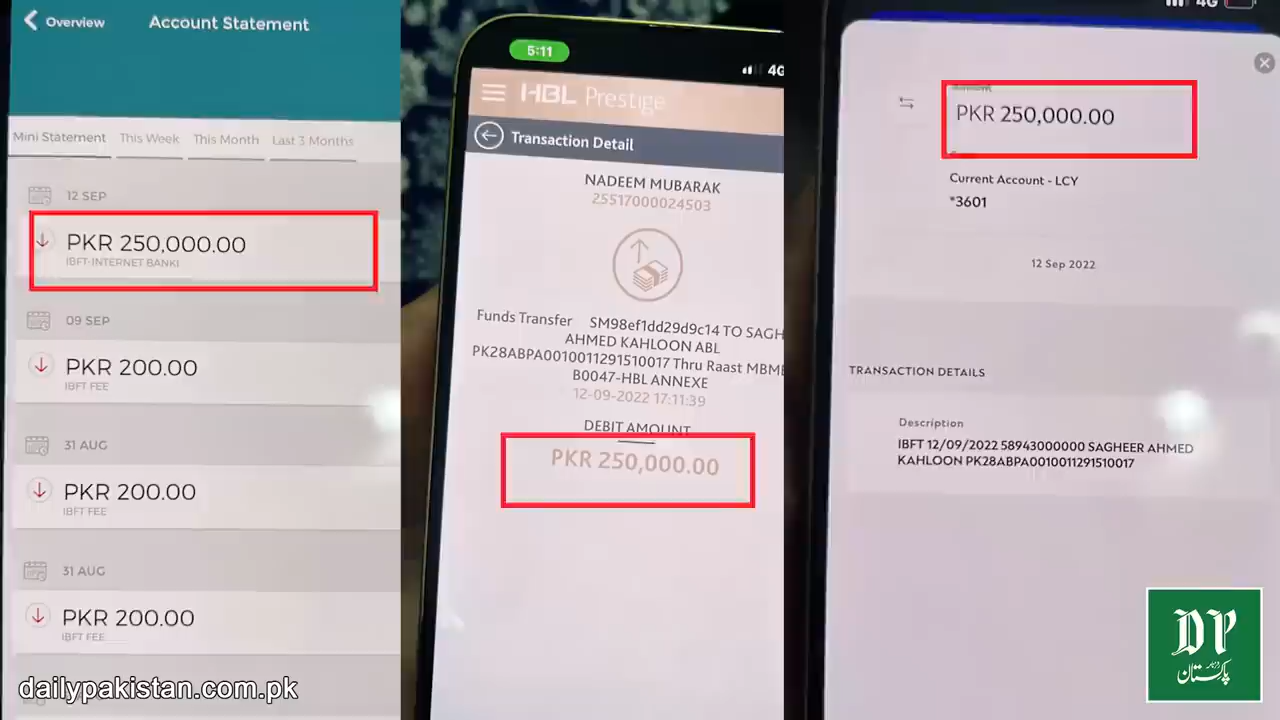 Overview
Account Statement
Mini Statement
This Week
This Month
Last 3 Months
12 SEP
PKR 250,000.00
IBFT-INTERNET BANKI
09 SEP
PKR 200.00
IBFT FEE
31 AUG
PKR 200.00
IBFT FEE
31 AUG
PKR 200.00
IBFT FEE
dailypakistan.com.pk
5:11
4G
HBL Prestige
Transaction Detail
NADEEM MUBARAK
25517000024503
Funds Transfer SM98ef1dd29d9c14 TO SAGH
AHMED KAHLOON ABL
PK28ABPA0010011291510017 Thru Raast MBME
B0047-HBL ANNEXE
12-09-2022 17:11:39
DEBIT AMOUNT
PKR 250,000.00
4G
PKR 250,000.00
Current Account - LCY
*3601
12 Sep 2022
TRANSACTION DETAILS
Description
IBFT 12/09/2022 58943000000 SAGHEER AHMED
KAHLOON PK28ABPA0010011291510017
DP
روزنامہ
پاکستان